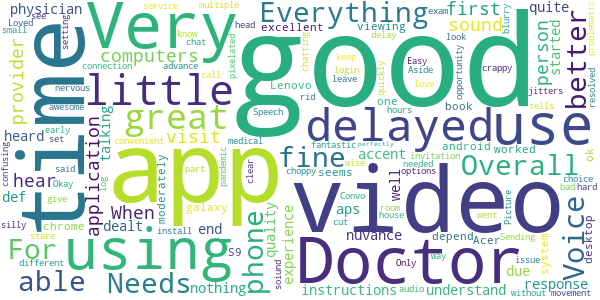 good
app
video
time
Very
Doctor
using
use
delayed
little
great
Everything
Needs
able
For
fine
Overall
Voice
better
phone
computers
visit
sound
first
person
started
physician
provider
application
When
hear
heard
def
talking
dealt
moderately
galaxy
end
nothing
S9
quality
experience
instructions
understand
response
due
depend
Acer
nuvance
aps
Convo
seems
accent
Well
Lenovo
excellent
viewing
book
android
worked
quite
desktop
system
chrome
silly
service
multiple
Loved
see
small
setting
nervous
awesome
connection
advance
know
chat
pixelated
call
head
exam
blurry
look
opportunity
crappy
Easy
Aside
jitters
tells
resolved
problematic
login
leave
keep
delay
chatting
quickly
love
rid
one
hours
Speech
medical
fantastic
perfectly
wise
needed
invitation
options
choppy
clear
pandemic
convenient
part
install
log
way
cut
room
house
Only
audio
went
Picture
Sending
issue
without
movement
bad
hard
choice
ok
confusing
early
set
said
Okay
give
stare
different
soiund